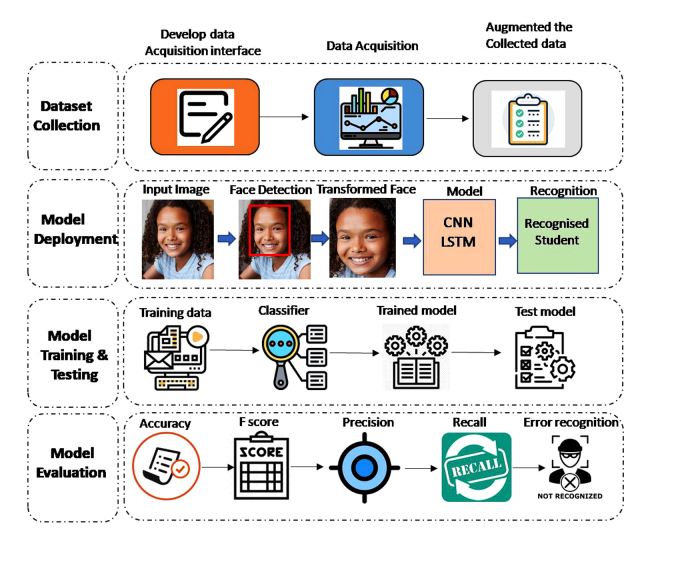 Develop data
Acquisition interface
Data Acquisition
Augmented the
Collected data
Dataset
Collection
Input Image
Face Detection
Transformed Face
Model
Recognition
Model
Deployment
CNN
LSTM
Recognised
Student
Training data
Classifier
Trained model
Test model
Model
Training &
Testing
Accuracy
F score
Precision
Recall
Error recognition
Model
Evaluation
SCORE
RECALL
NOT RECOGNIZED